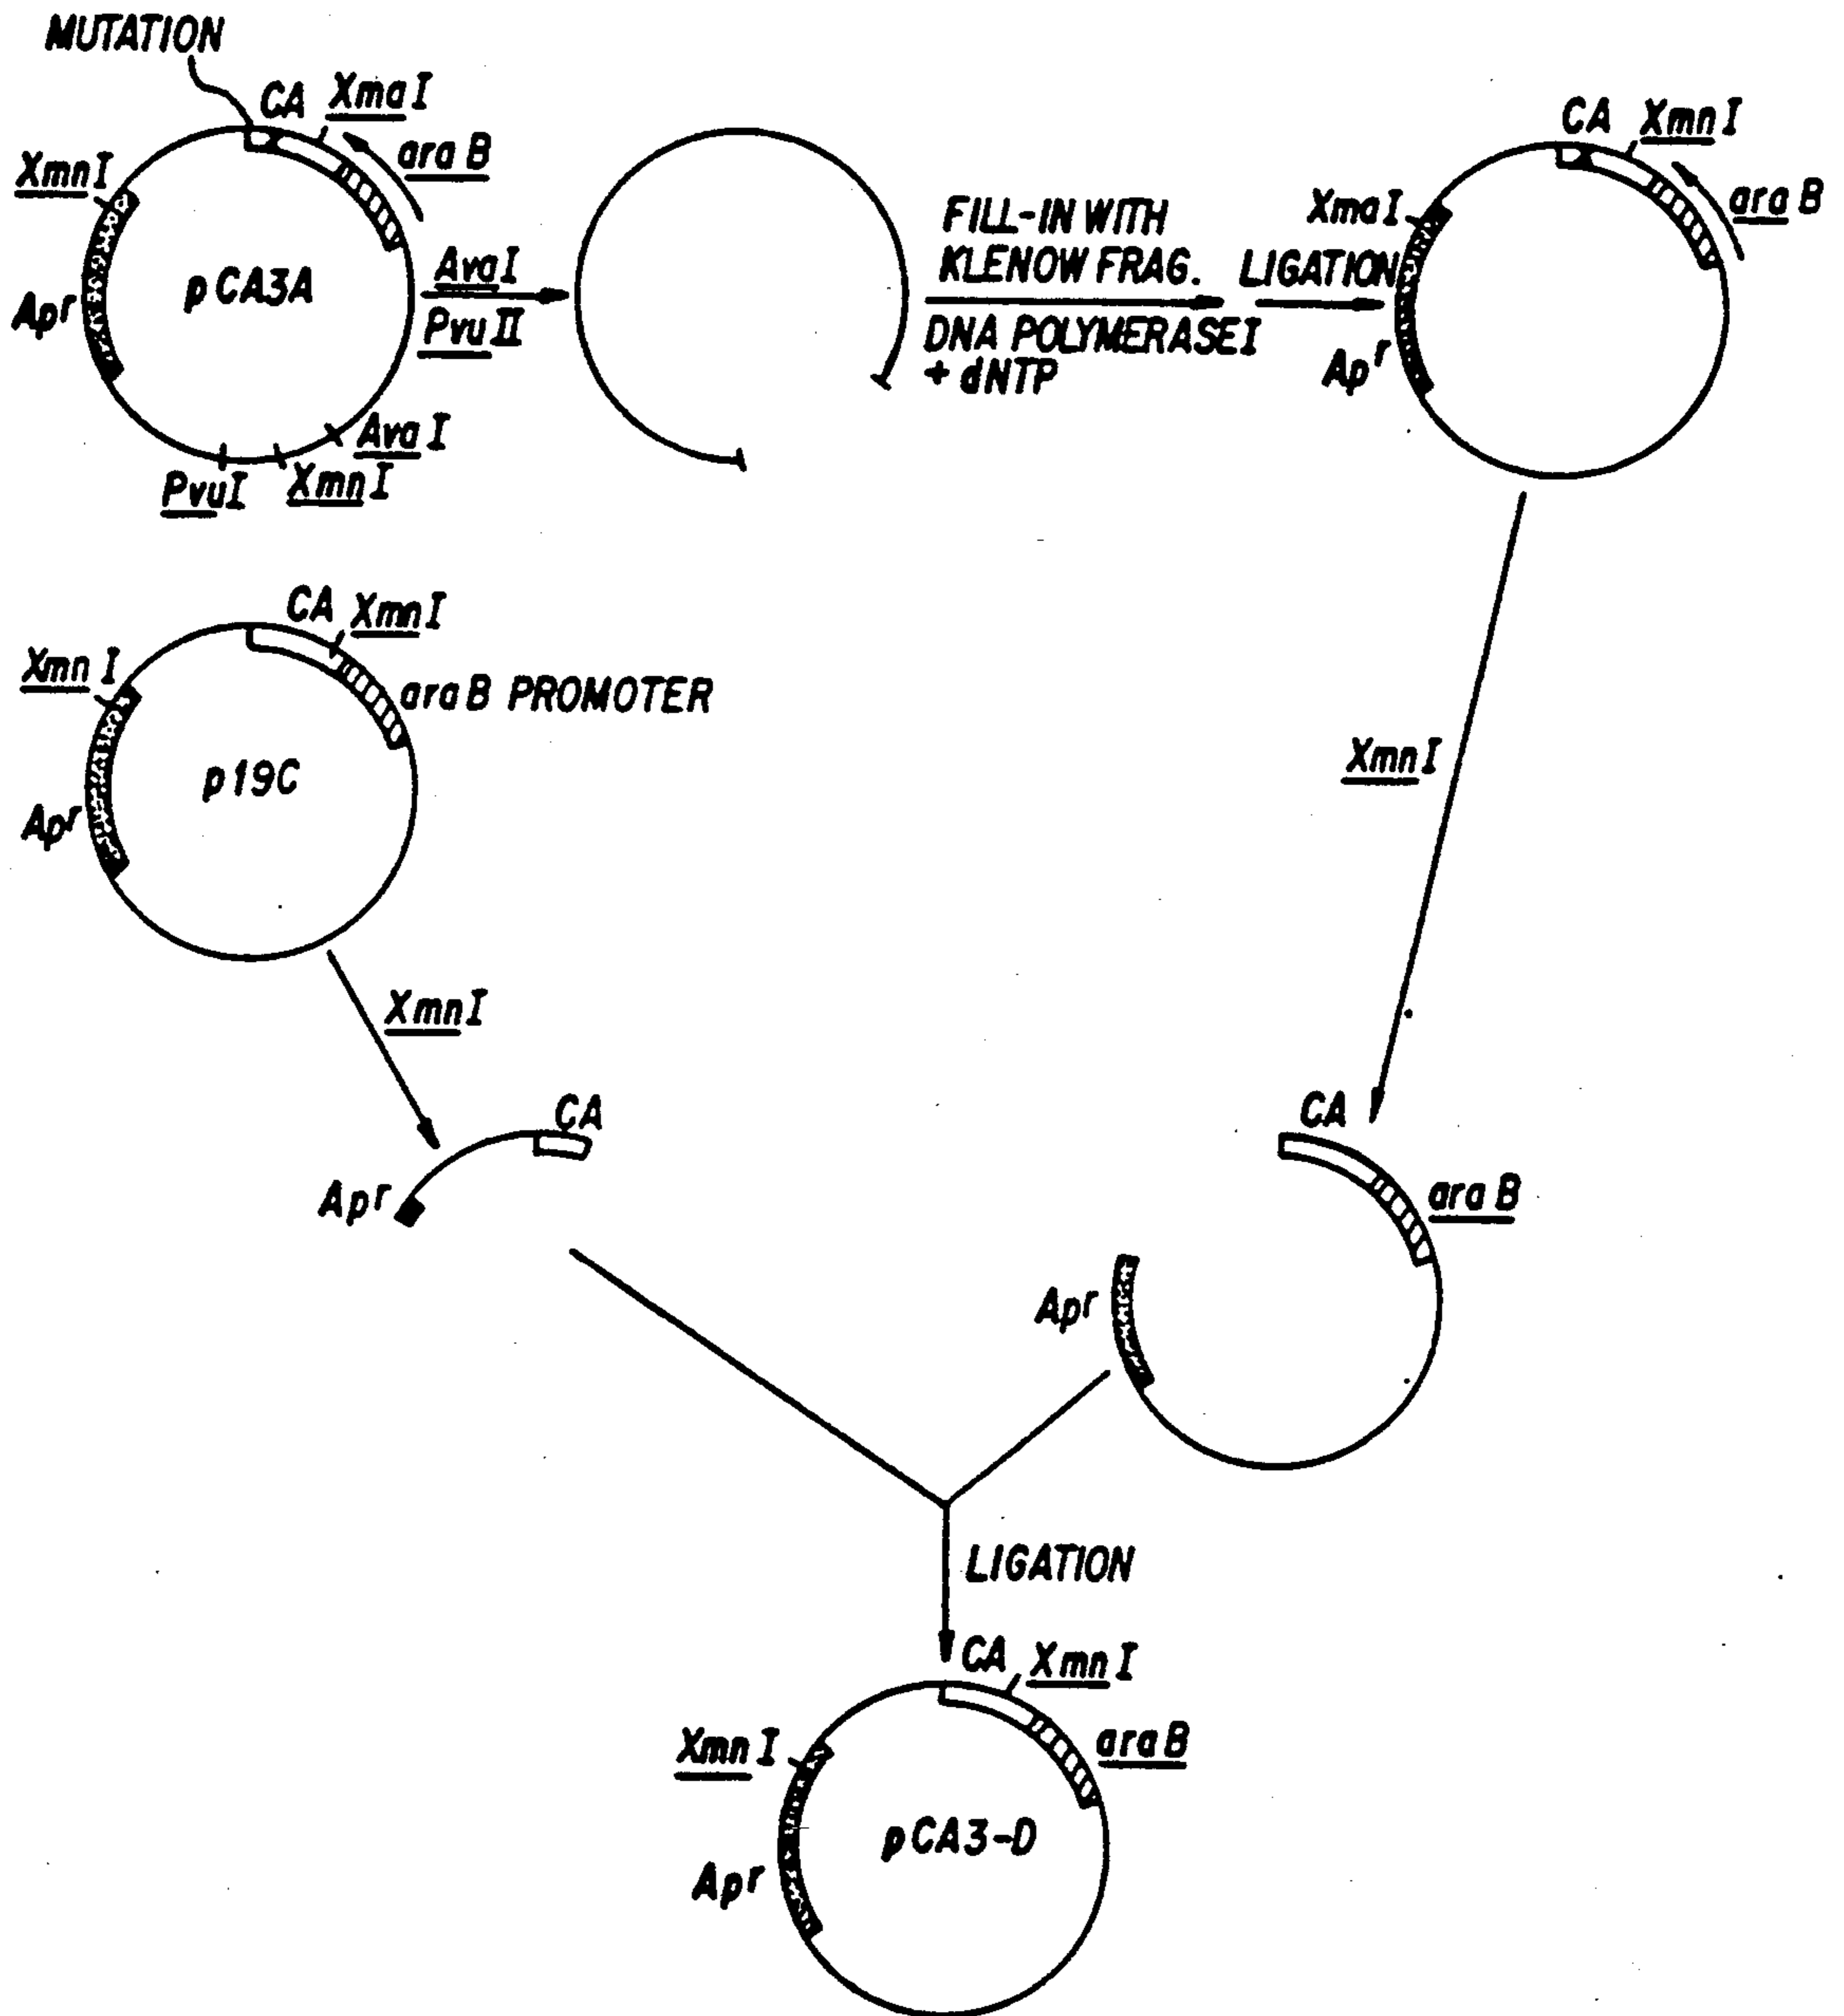 MUTATION
CA XmaI
araB
XmnI
Apr
pCA3A
AvaI
PvuII
AvaI
XmnI
PvuI
FILL-IN WITH
KLENOW FRAG.
DNA POLYMERASE I
+ dNTP
LIGATION
CA XmnI
XmaI
araB
Apr
CA XmnI
XmnI
araB PROMOTER
p19C
Apr
XmnI
XmnI
CA
Apr
CA
araB
Apr
LIGATION
CA XmnI
XmnI
araB
pCA3-D
Apr